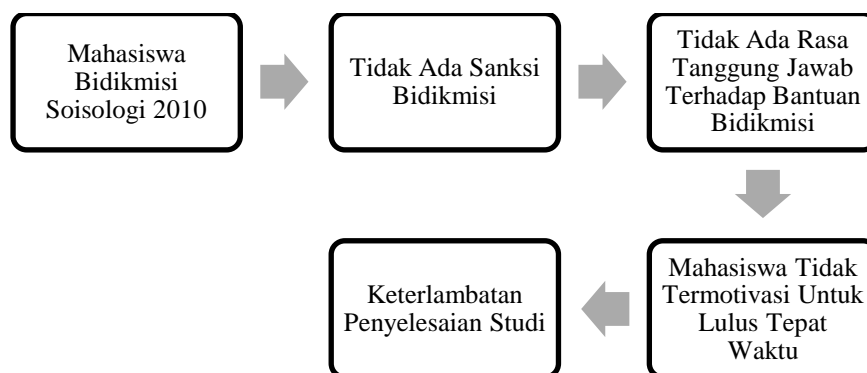 Mahasiswa
Bidikmisi
Soisologi 2010
Tidak Ada Sanksi
Bidikmisi
Tidak Ada Rasa
Tanggung Jawab
Terhadap Bantuan
Bidikmisi
Mahasiswa Tidak
Termotivasi Untuk
Lulus Tepat
Waktu
Keterlambatan
Penyelesaian Studi